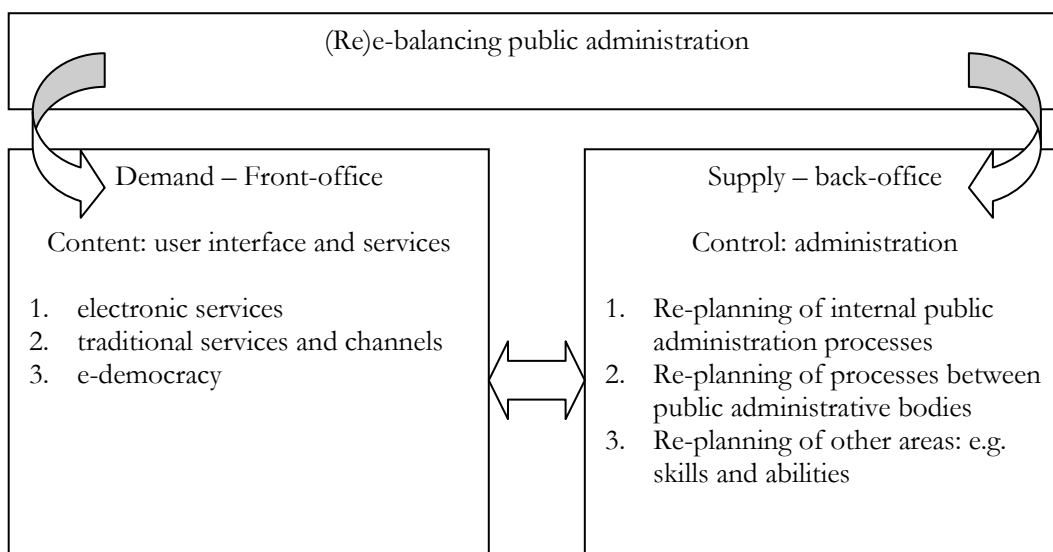 (Re)e-balancing public administration
Demand – Front-office
Content: user interface and services
1. electronic services
2. traditional services and channels
3. e-democracy
Supply – back-office
Control: administration
1. Re-planning of internal public
administration processes
2. Re-planning of processes between
public administrative bodies
3. Re-planning of other areas: e.g.
skills and abilities